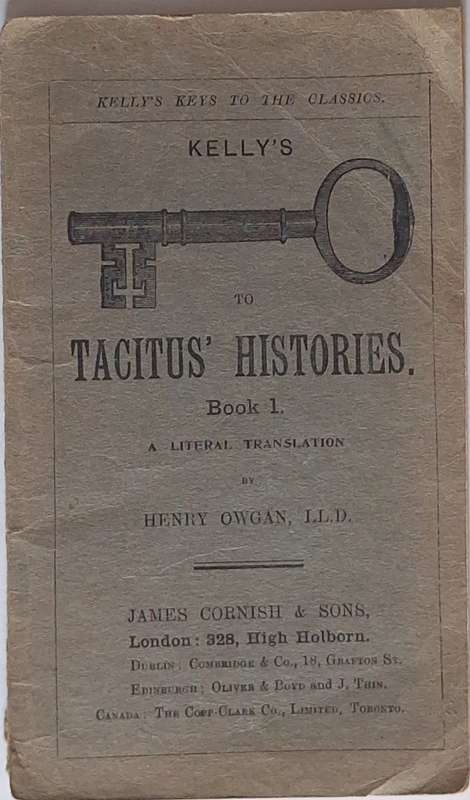 KELLY'S KEYS TO THE CLASSICS.
KELLY'S
TO
TACITUS' HISTORIES.
Book 1.
A LITERAL TRANSLATION
BY
HENRY OWGAN, LL.D.
JAMES CORNISH & SONS,
London: 328, High Holborn.
DUBLIN: COMBRIDGE & CO., 18, GRAFTON ST.
EDINBURGH: OLIVER & BOYD and J. THIN.
CANADA: THE COPP-CLARK CO., LIMITED, TORONTO.